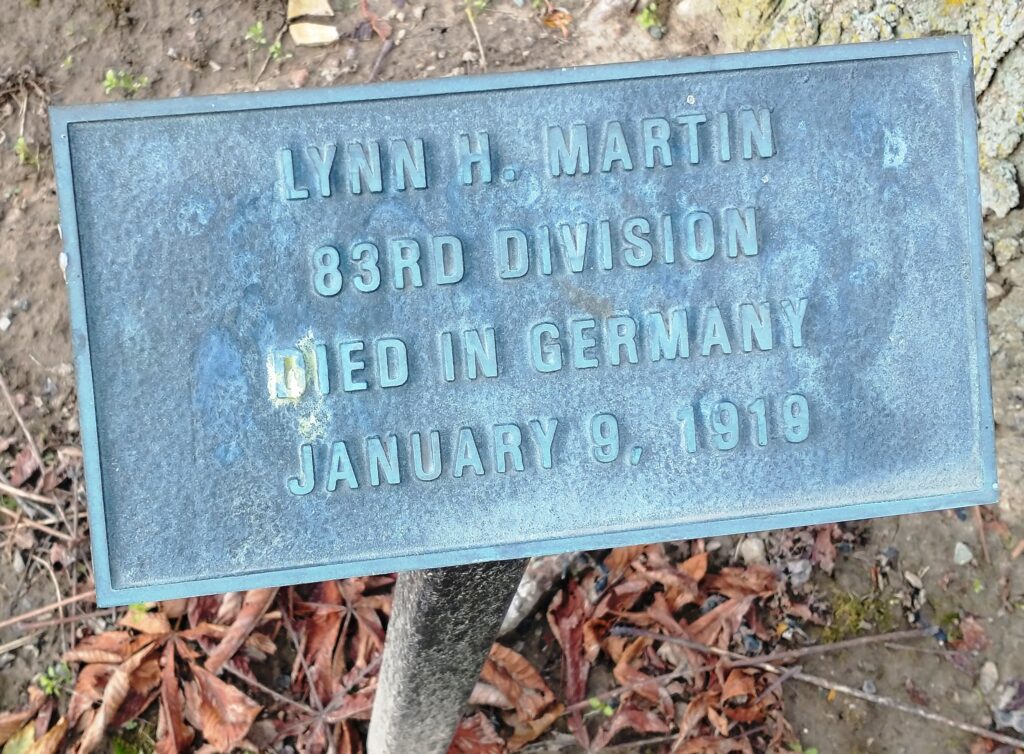 LYNN H. MARTIN
83RD DIVISION
DIED IN GERMANY
JANUARY 9, 1919